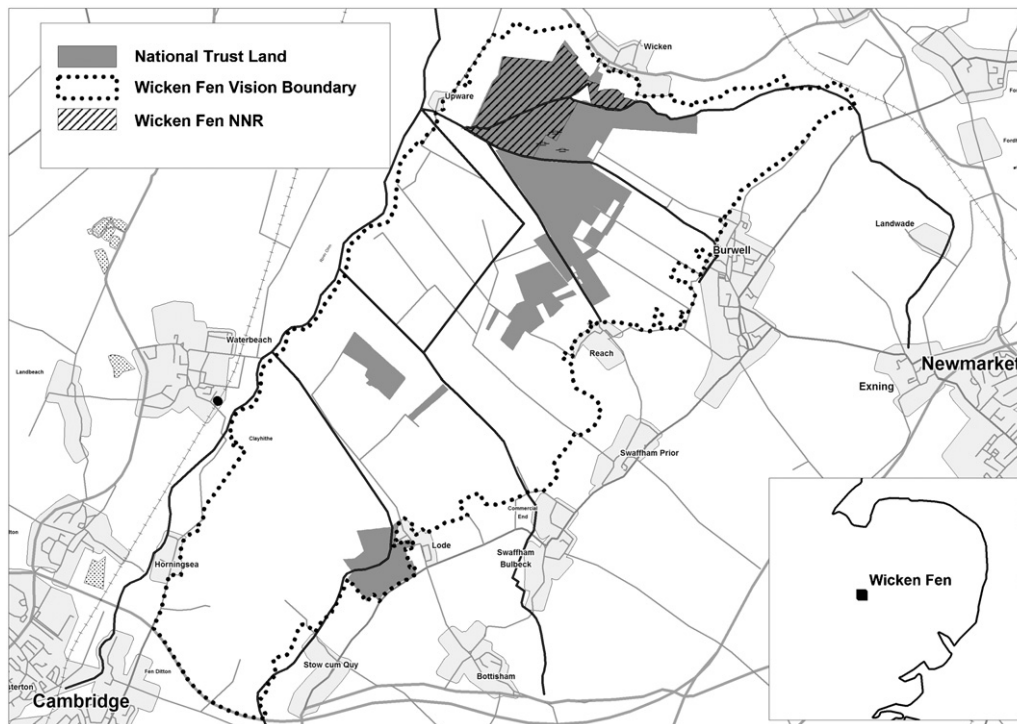 National Trust Land
Wicken Fen Vision Boundary
Wicken Fen NNR
Wicken
Upware
Landwade
Burwell
Waterbeach
Landbeach
Reach
Newmarket
Exning
Clayhithe
Swaffham Prior
Commercial
End
Lode
Swaffham
Bulbeck
Horningsea
Wicken Fen
Stow cum Quy
Fen Ditton
Bottisham
Cambridge